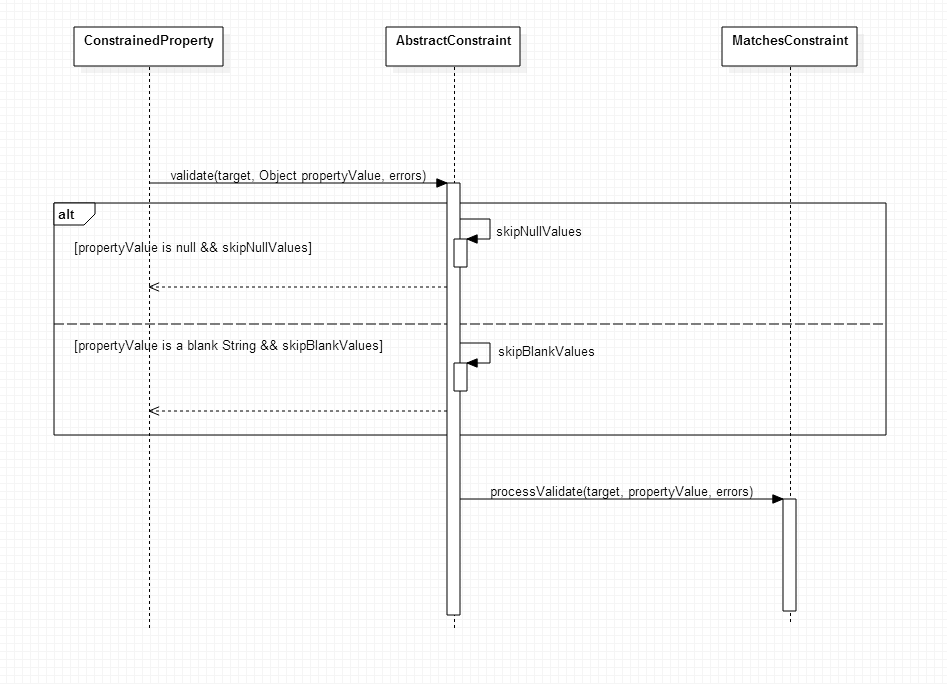 ConstrainedProperty
AbstractConstraint
MatchesConstraint
validate(target, Object propertyValue, errors)
alt
skipNullValues
[propertyValue is null && skipNullValues]
[propertyValue is a blank String && skipBlankValues]
skipBlankValues
processValidate(target, propertyValue, errors)